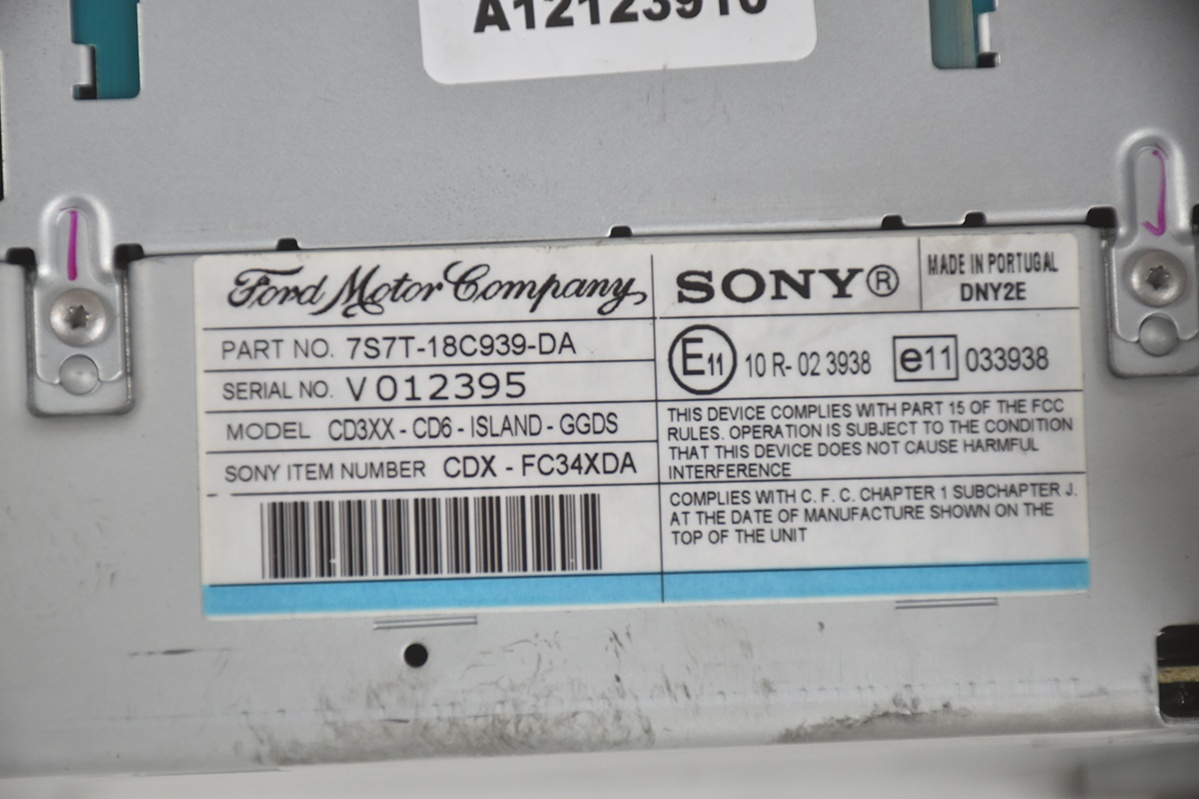 A12123910
Ford Motor Company
PART NO. 7S7T-18C939-DA
SERIAL NO. V012395
MODEL CD3XX - CD6 - ISLAND - GGDS
SONY ITEM NUMBER CDX - FC34XDA
SONY®
MADE IN PORTUGAL
DNY2E
E11 10 R- 02 3938 e11 033938
THIS DEVICE COMPLIES WITH PART 15 OF THE FCC
RULES. OPERATION IS SUBJECT TO THE CONDITION
THAT THIS DEVICE DOES NOT CAUSE HARMFUL
INTERFERENCE
COMPLIES WITH C. F. C. CHAPTER 1 SUBCHAPTER J.
AT THE DATE OF MANUFACTURE SHOWN ON THE
TOP OF THE UNIT